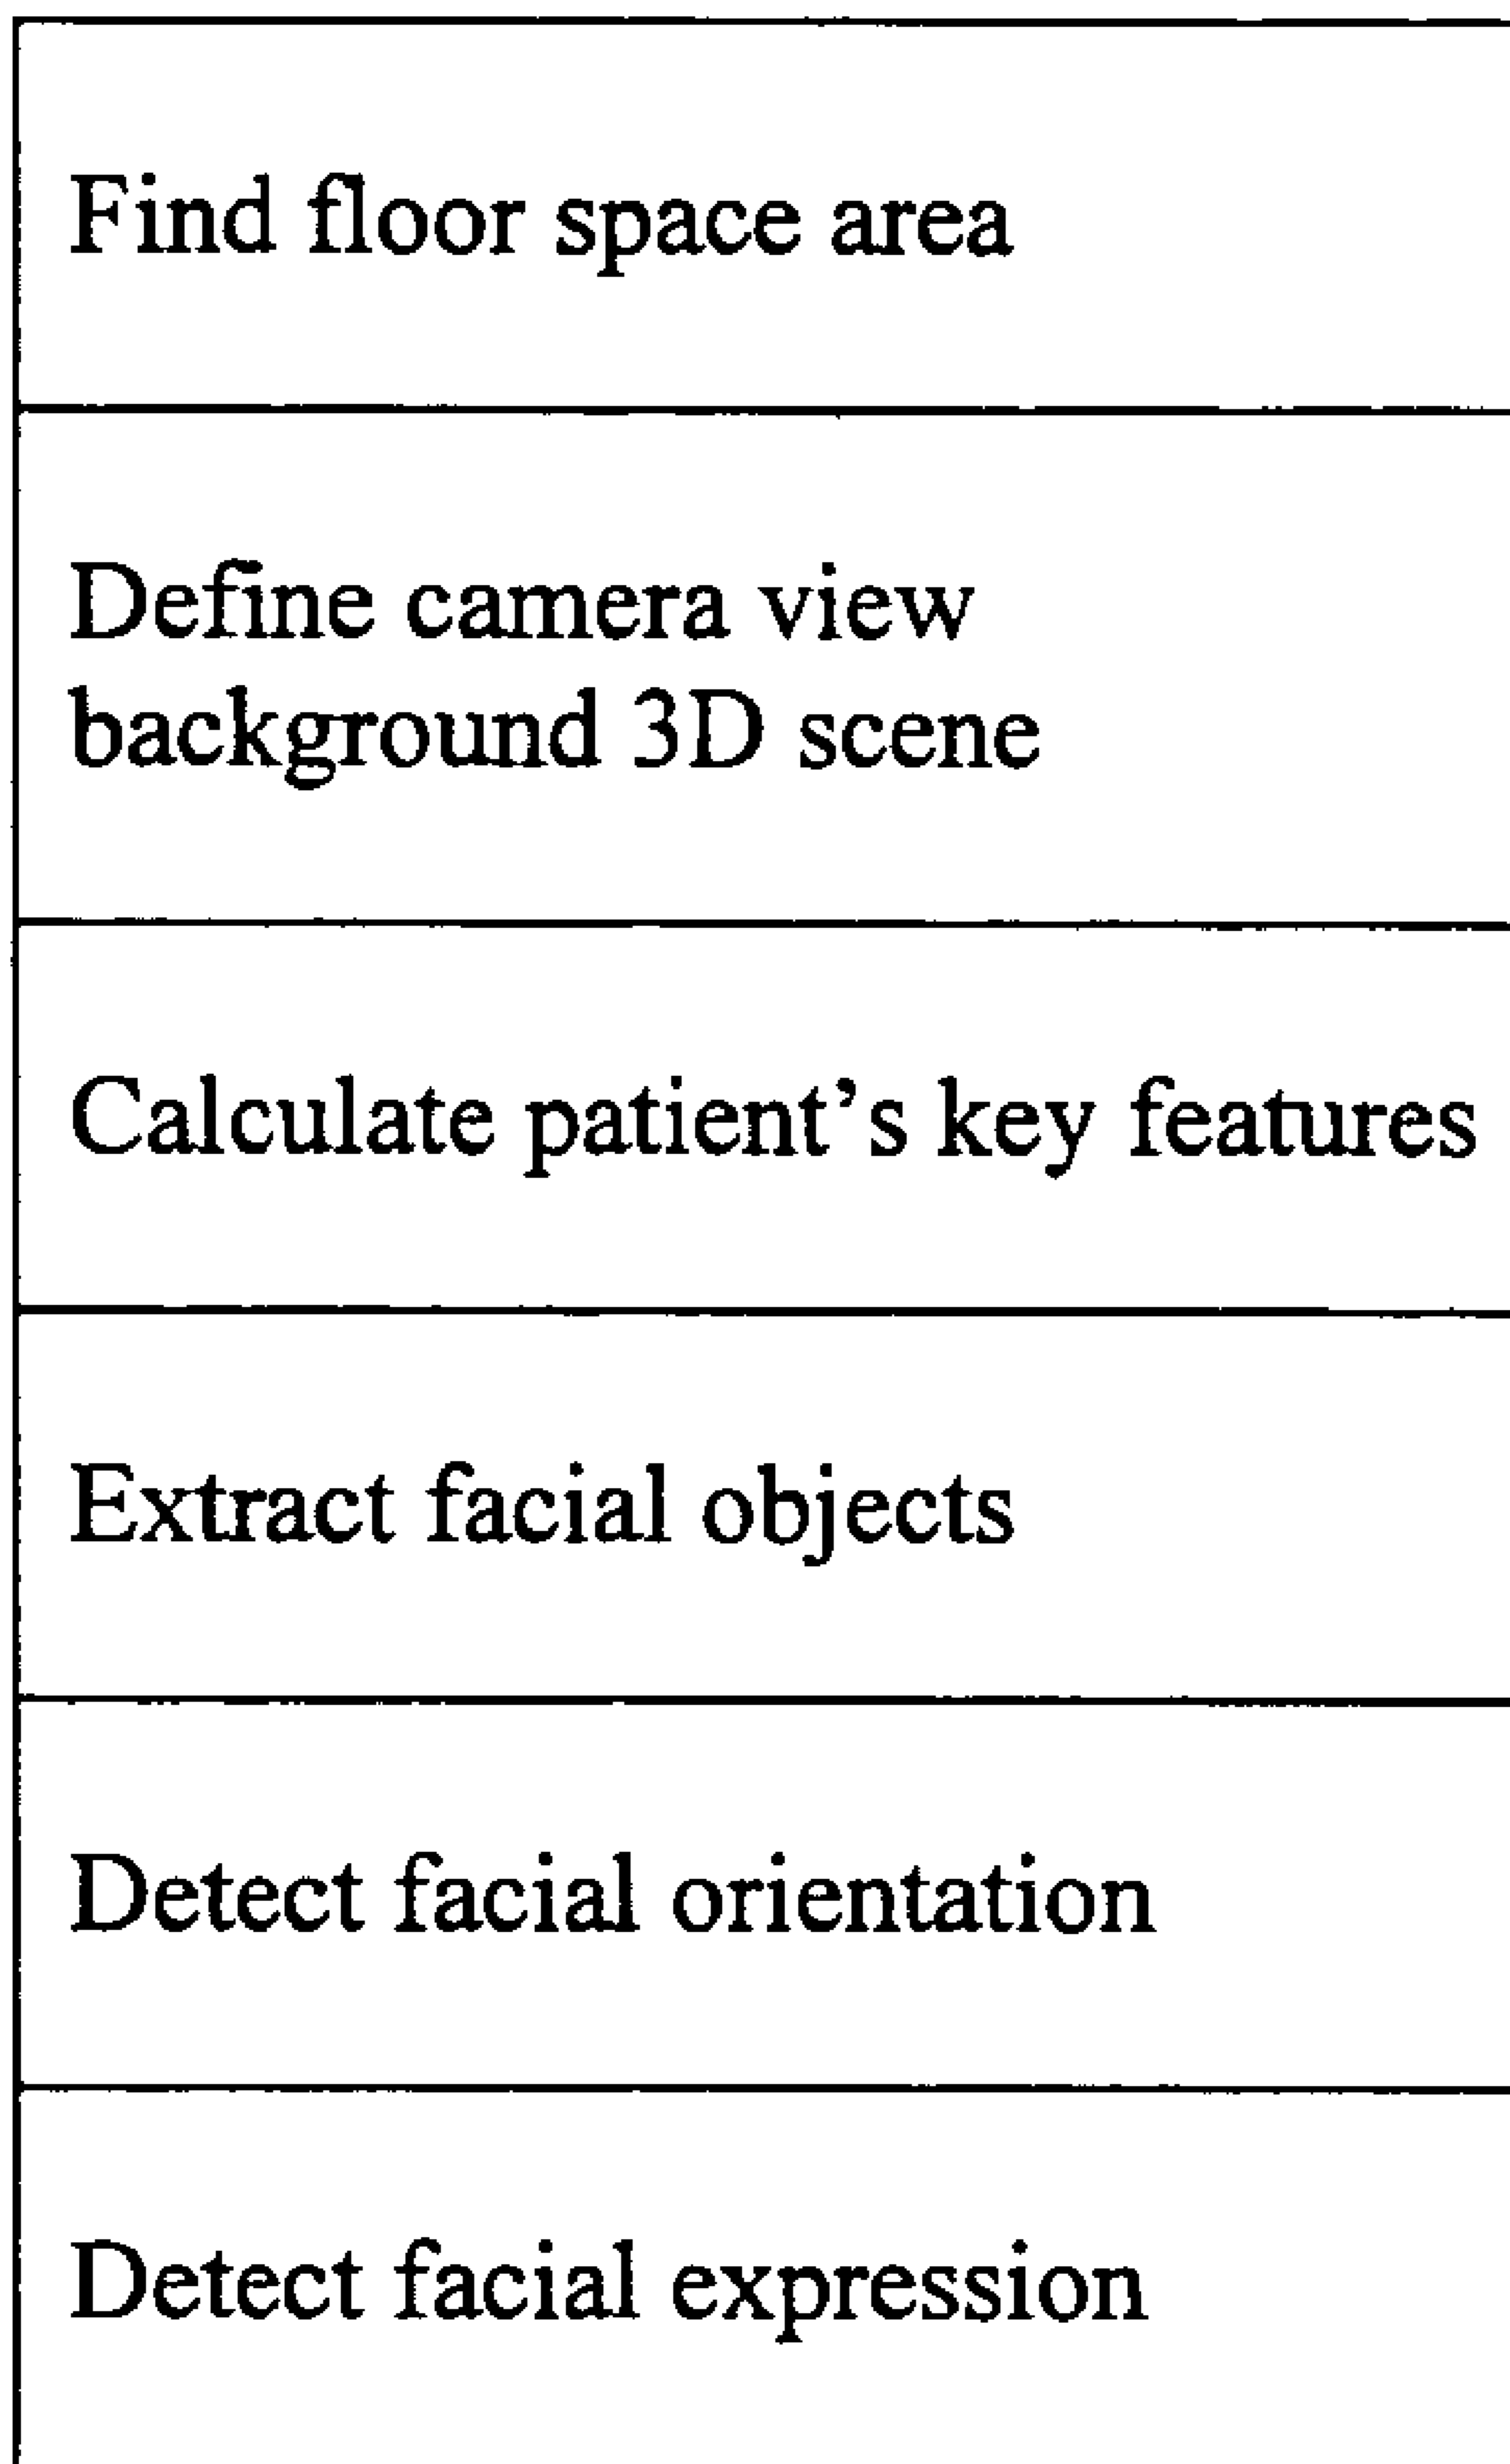 Find floor space area
Define camera view
background 3D scene
Calculate patient’s key features
Extract facial objects
Detect facial orientation
Detect facial expression